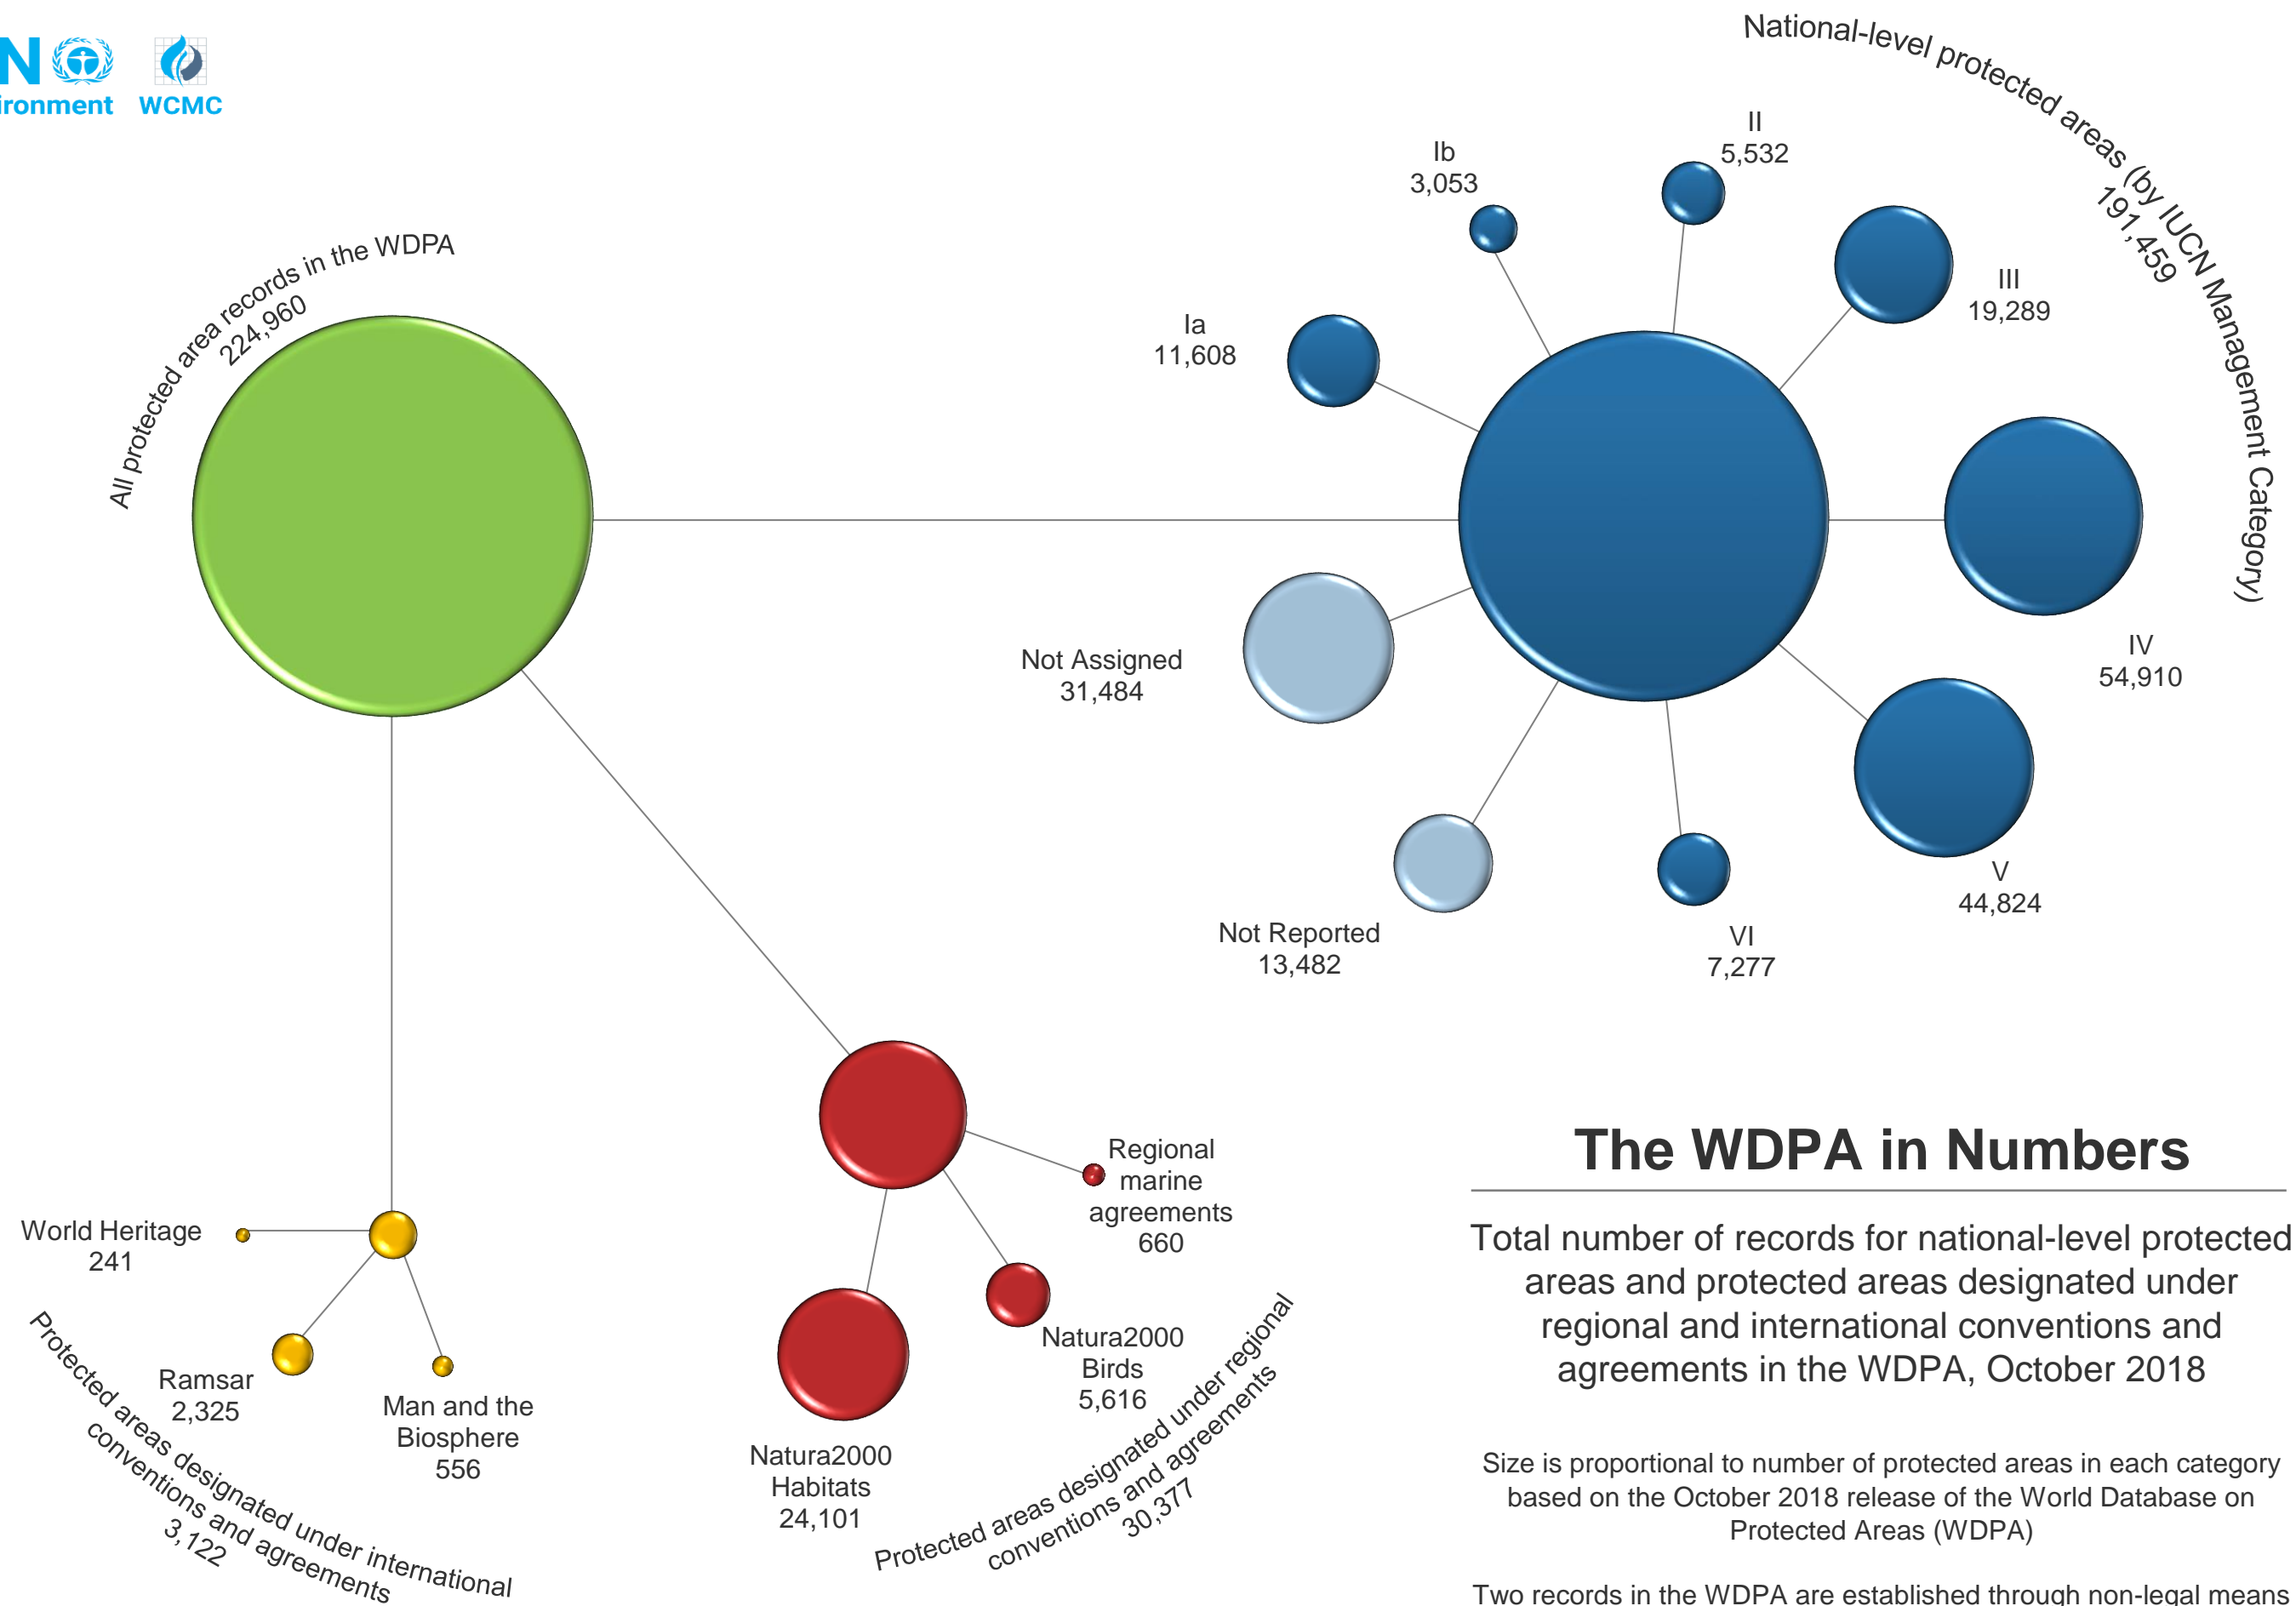 N
ironment
WCMC
National-level protected areas (by IUCN Management Category)
191,459
II
5,532
Ib
3,053
III
19,289
Ia
11,608
All protected area records in the WDPA
224,960
IV
54,910
Not Assigned
31,484
V
44,824
Not Reported
13,482
VI
7,277
The WDPA in Numbers
Total number of records for national-level protected
areas and protected areas designated under
regional and international conventions and
agreements in the WDPA, October 2018
Size is proportional to number of protected areas in each category
based on the October 2018 release of the World Database on
Protected Areas (WDPA)
Two records in the WDPA are established through non-legal means
Regional
marine
agreements
660
Natura2000
Birds
5,616
Natura2000
Habitats
24,101
Protected areas designated under regional
conventions and agreements
30,377
World Heritage
241
Ramsar
2,325
Man and the
Biosphere
556
Protected areas designated under international
conventions and agreements
3,122